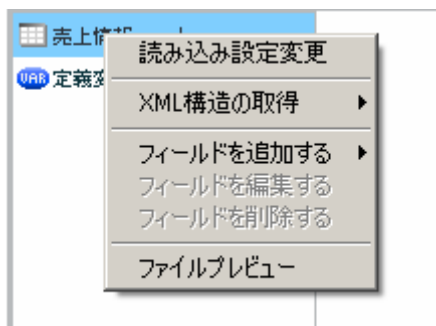 売上情
読み込み設定変更
VAR 定義変
XML構造の取得
フィールドを追加する
フィールドを編集する
フィールドを削除する
ファイルプレビュー